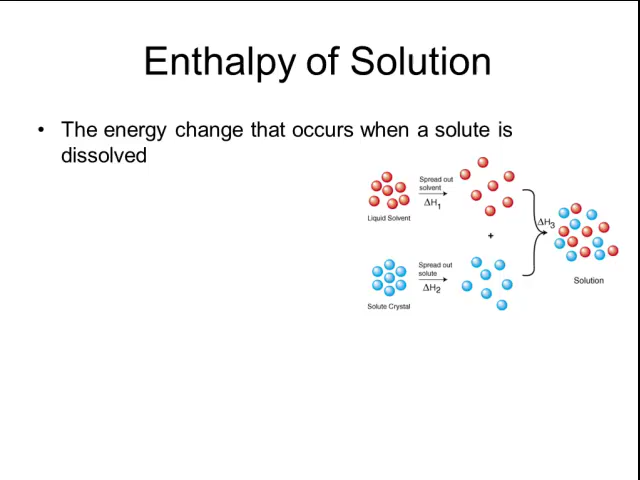 Enthalpy of Solution
• The energy change that occurs when a solute is
dissolved
Spread out
solvent
ΔH1
Liquid Solvent
+
ΔH3
Spread out
solute
ΔH2
Solute Crystal
Solution